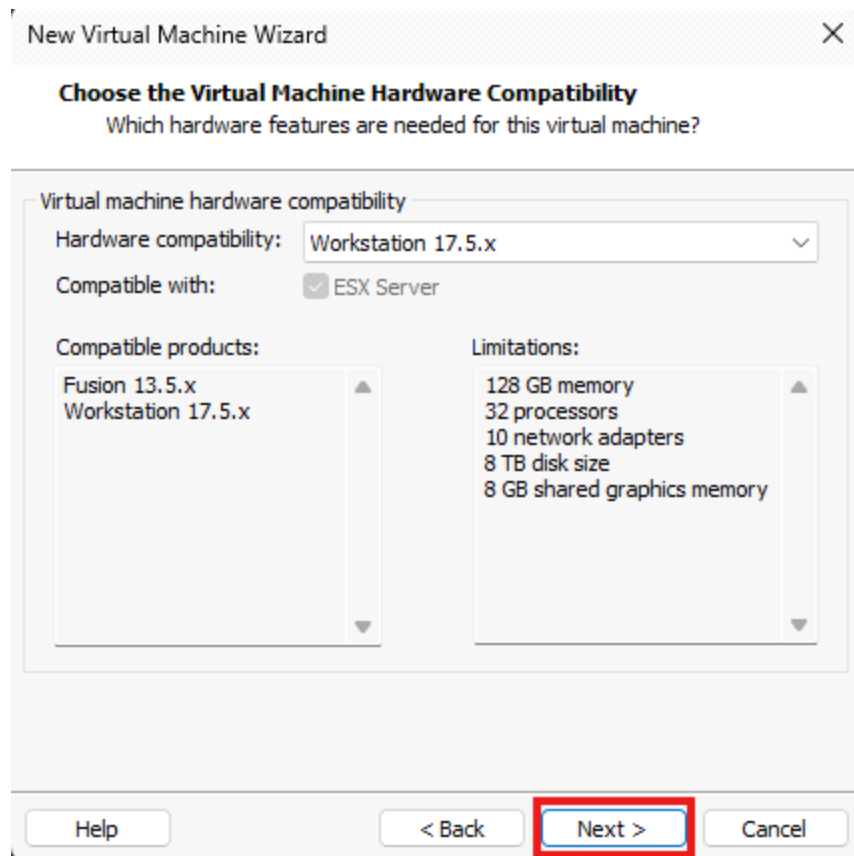 New Virtual Machine Wizard
Choose the Virtual Machine Hardware Compatibility
Which hardware features are needed for this virtual machine?
Virtual machine hardware compatibility
Hardware compatibility: Workstation 17.5.x
Compatible with: ESX Server
Compatible products:
Fusion 13.5.x
Workstation 17.5.x
Limitations:
128 GB memory
32 processors
10 network adapters
8 TB disk size
8 GB shared graphics memory
Help < Back Next > Cancel